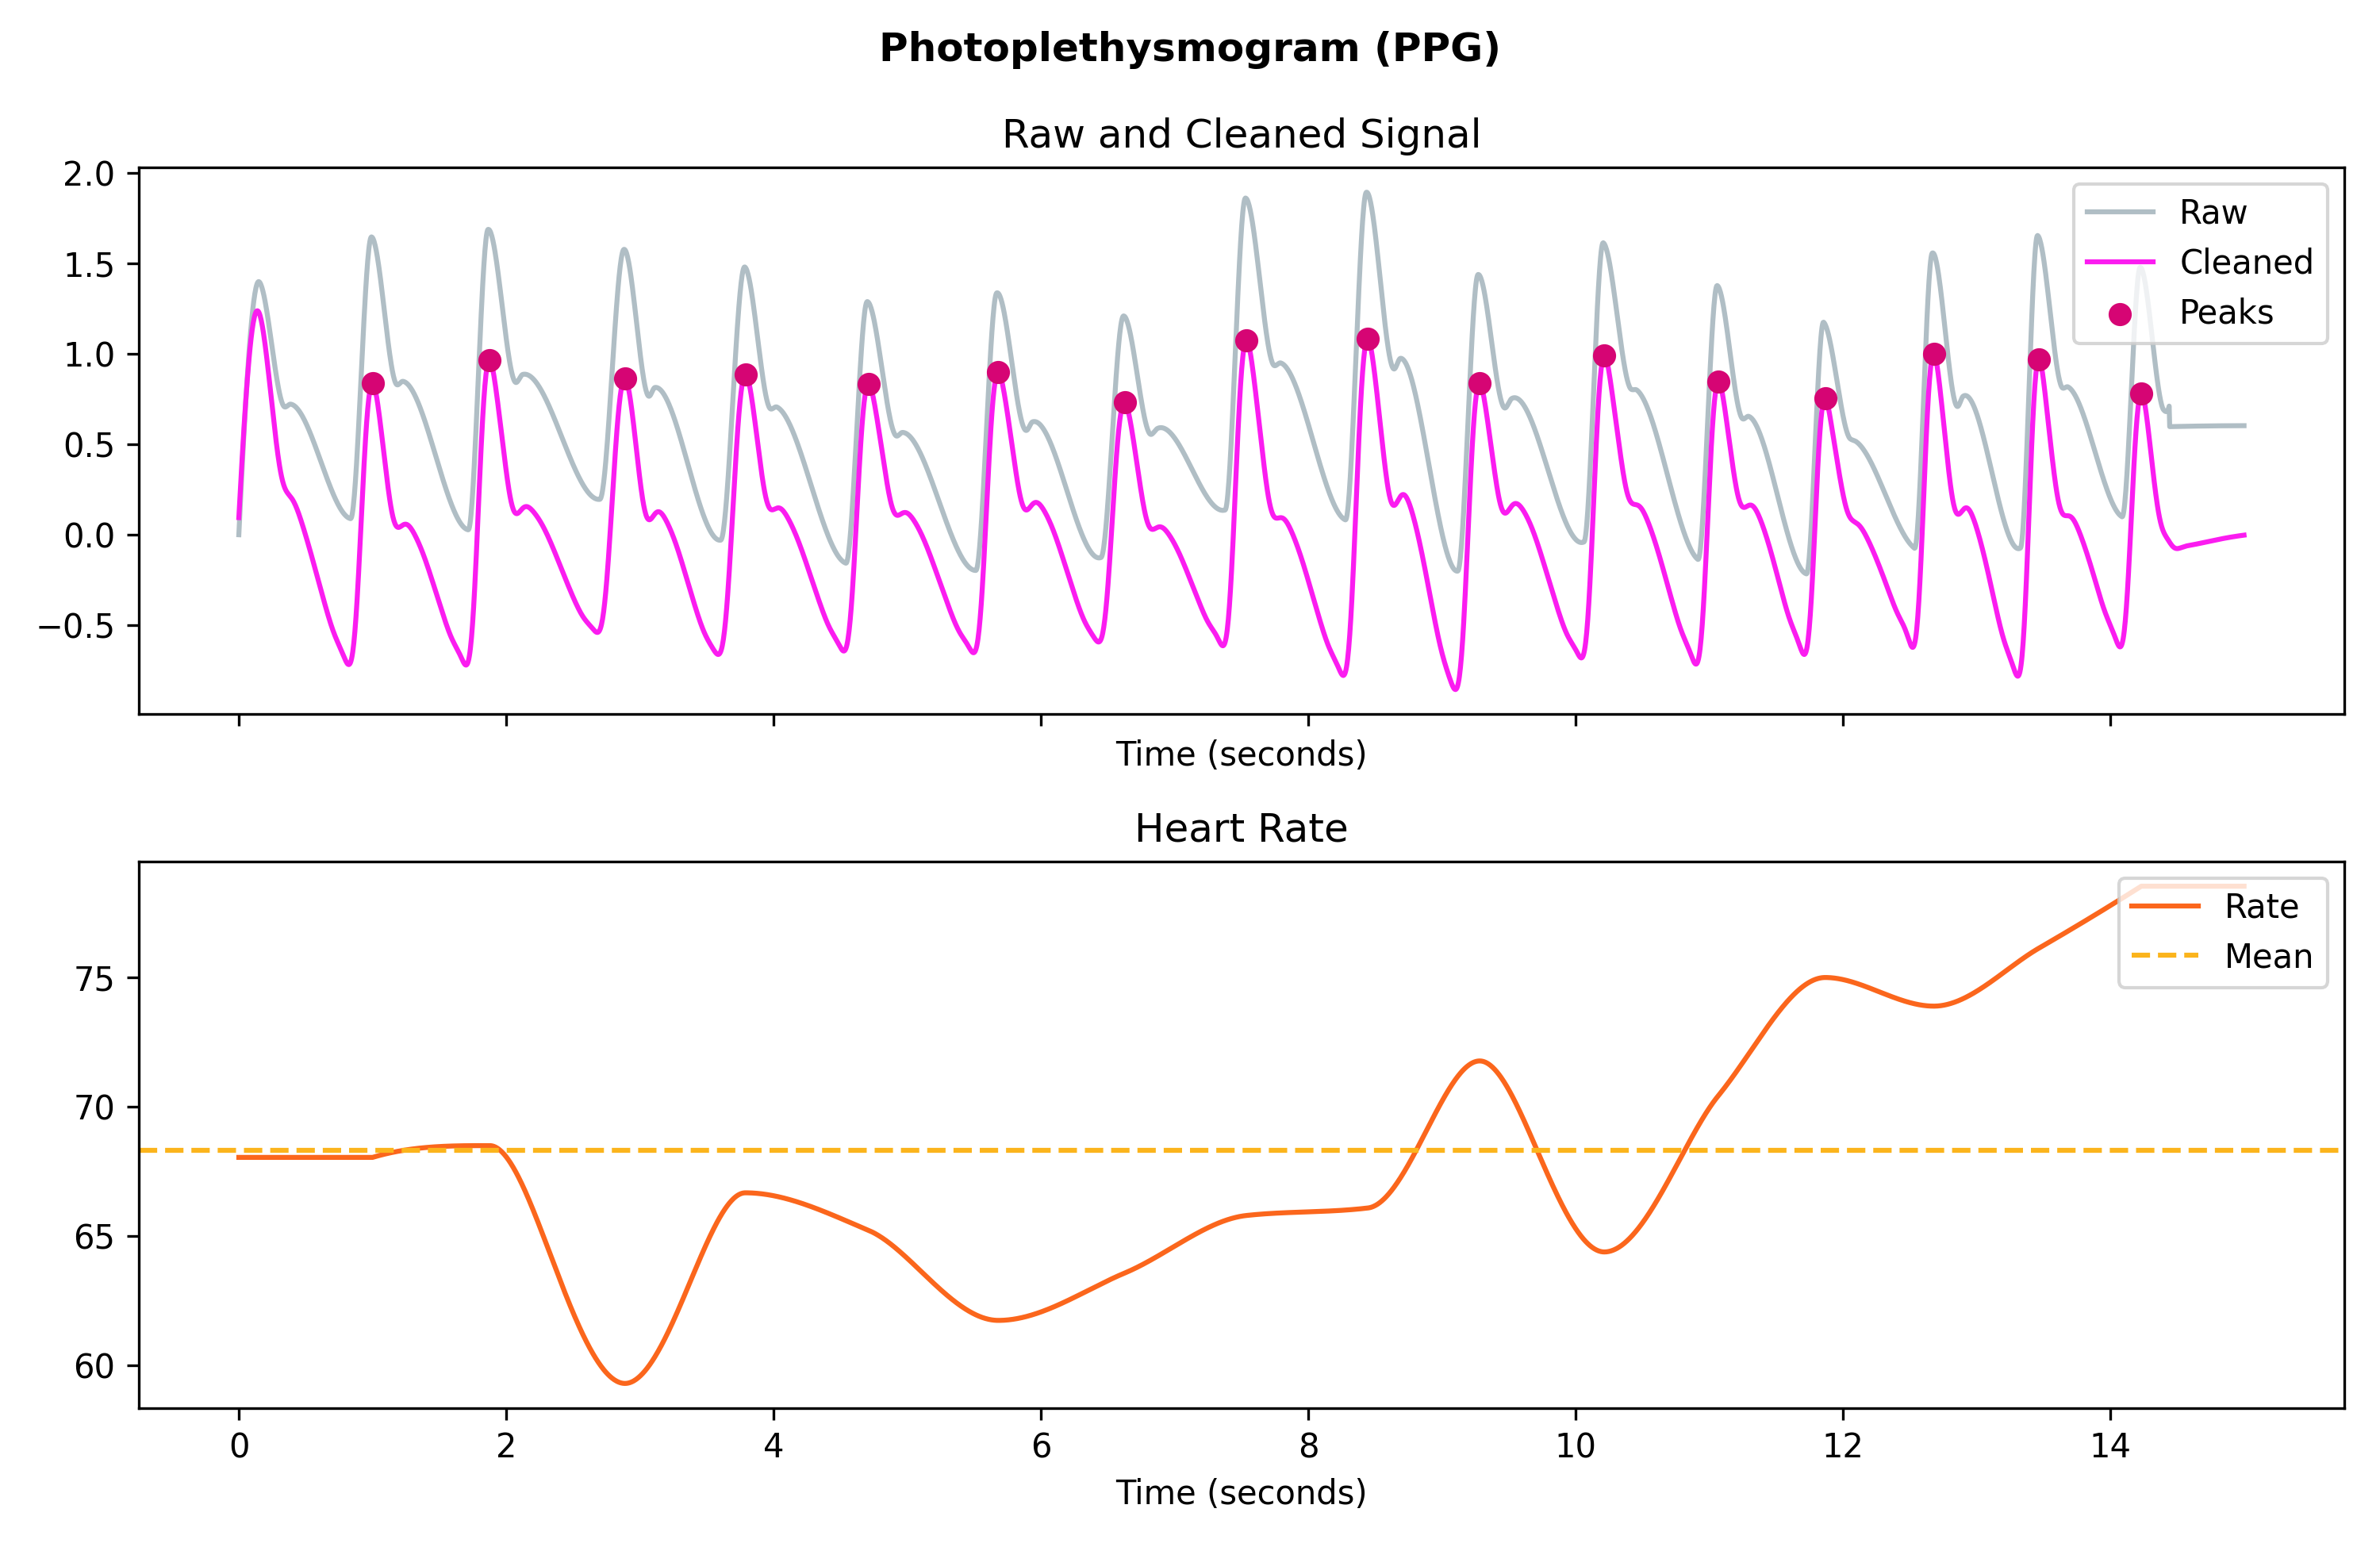 Photoplethysmogram (PPG)
Raw and Cleaned Signal
2.0
1.5
1.0
0.5
0.0
−0.5
Raw
Cleaned
Peaks
Time (seconds)
Heart Rate
75
70
65
60
Rate
Mean
0 2 4 6 8 10 12 14
Time (seconds)